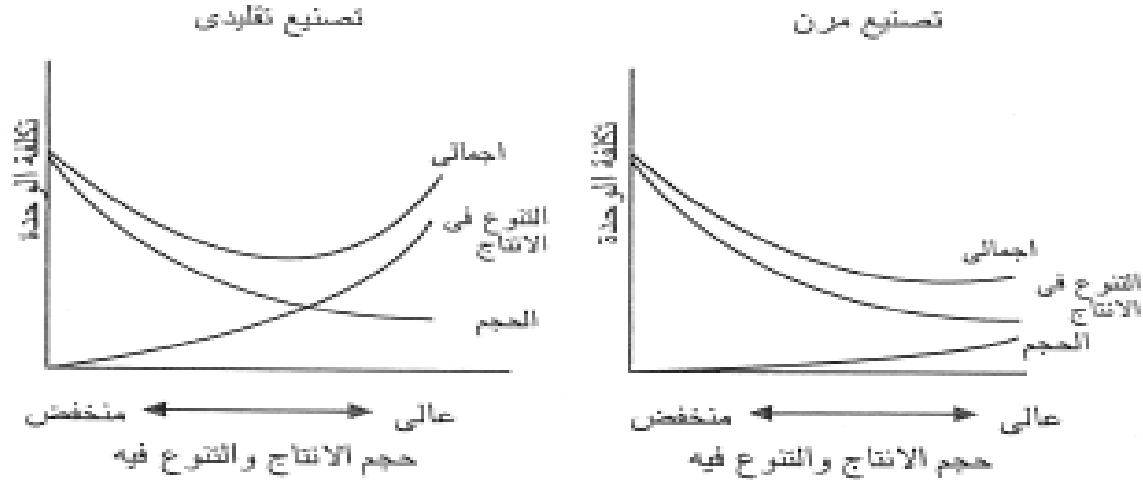 تصنيع تقليدى
تكلفة الوحدة
اجمالى
التنوع فى
الانتاج
الحجم
منخفض
عالى
حجم الانتاج والتنوع فيه
تصنيع مرن
تكلفة الوحدة
اجمالى
التنوع فى
الانتاج
الحجم
منخفض
عالى
حجم الانتاج والتنوع فيه